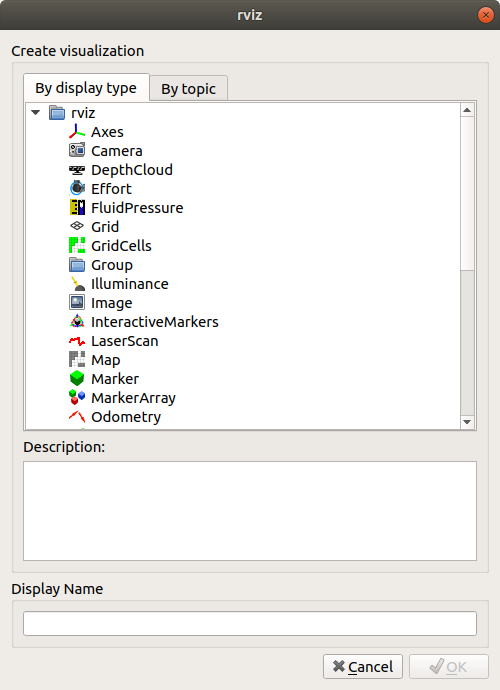 rviz
Create visualization
By display type
By topic
rviz
Axes
Camera
DepthCloud
Effort
FluidPressure
Grid
GridCells
Group
Illuminance
Image
InteractiveMarkers
LaserScan
Map
Marker
MarkerArray
Odometry
Description:
Display Name
Cancel
OK